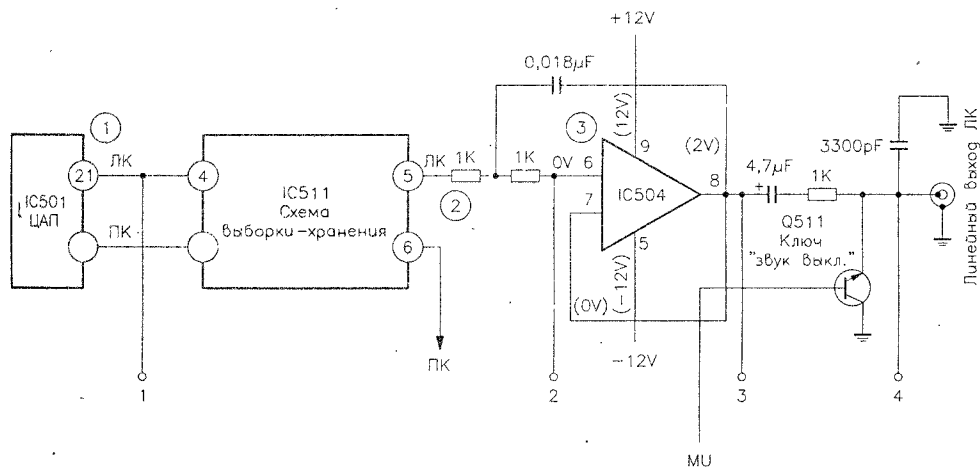 +12V
0,018µF
1
21
ЛК
4
IC501
ЦАП
ПК
IC511
Схема
выборки-хранения
5
6
ЛК
1K
2
1K
ПК
3
0V
6
7
(12V)
9
IC504
(2V)
8
5
(-12V)
(0V)
-12V
4,7µF
+
1K
3300pF
Q511
Ключ
"звук выкл."
Линейный выход ЛК
1
2
3
4
MU